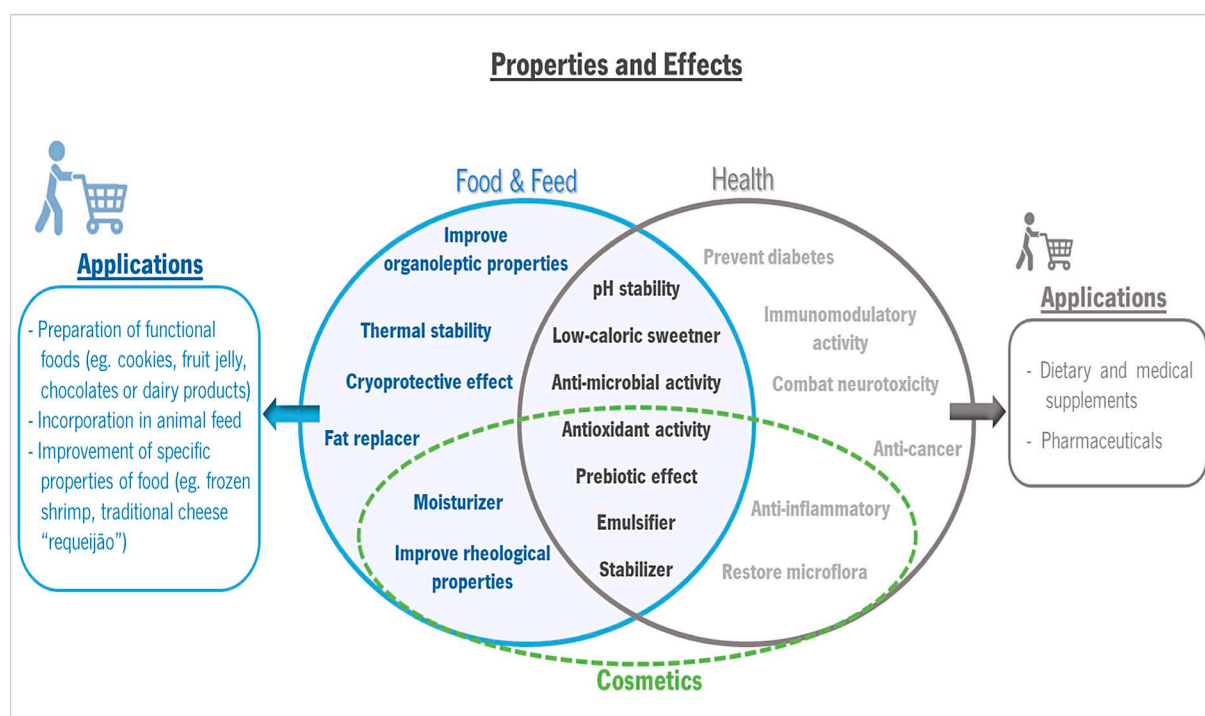 Properties and Effects
Food & Feed
Health
Applications
- Preparation of functional
foods (eg. cookies, fruit jelly,
chocolates or dairy products)
- Incorporation in animal feed
- Improvement of specific
properties of food (eg. frozen
shrimp, traditional cheese
“requeijão”)
Improve
organoleptic properties
Thermal stability
Cryoprotective effect
Fat replacer
Moisturizer
Improve rheological
properties
pH stability
Low-caloric sweetner
Anti-microbial activity
Antioxidant activity
Prebiotic effect
Emulsifier
Stabilizer
Prevent diabetes
Immunomodulatory
activity
Combat neurotoxicity
Anti-cancer
Anti-inflammatory
Restore microflora
Applications
- Dietary and medical
supplements
- Pharmaceuticals
Cosmetics